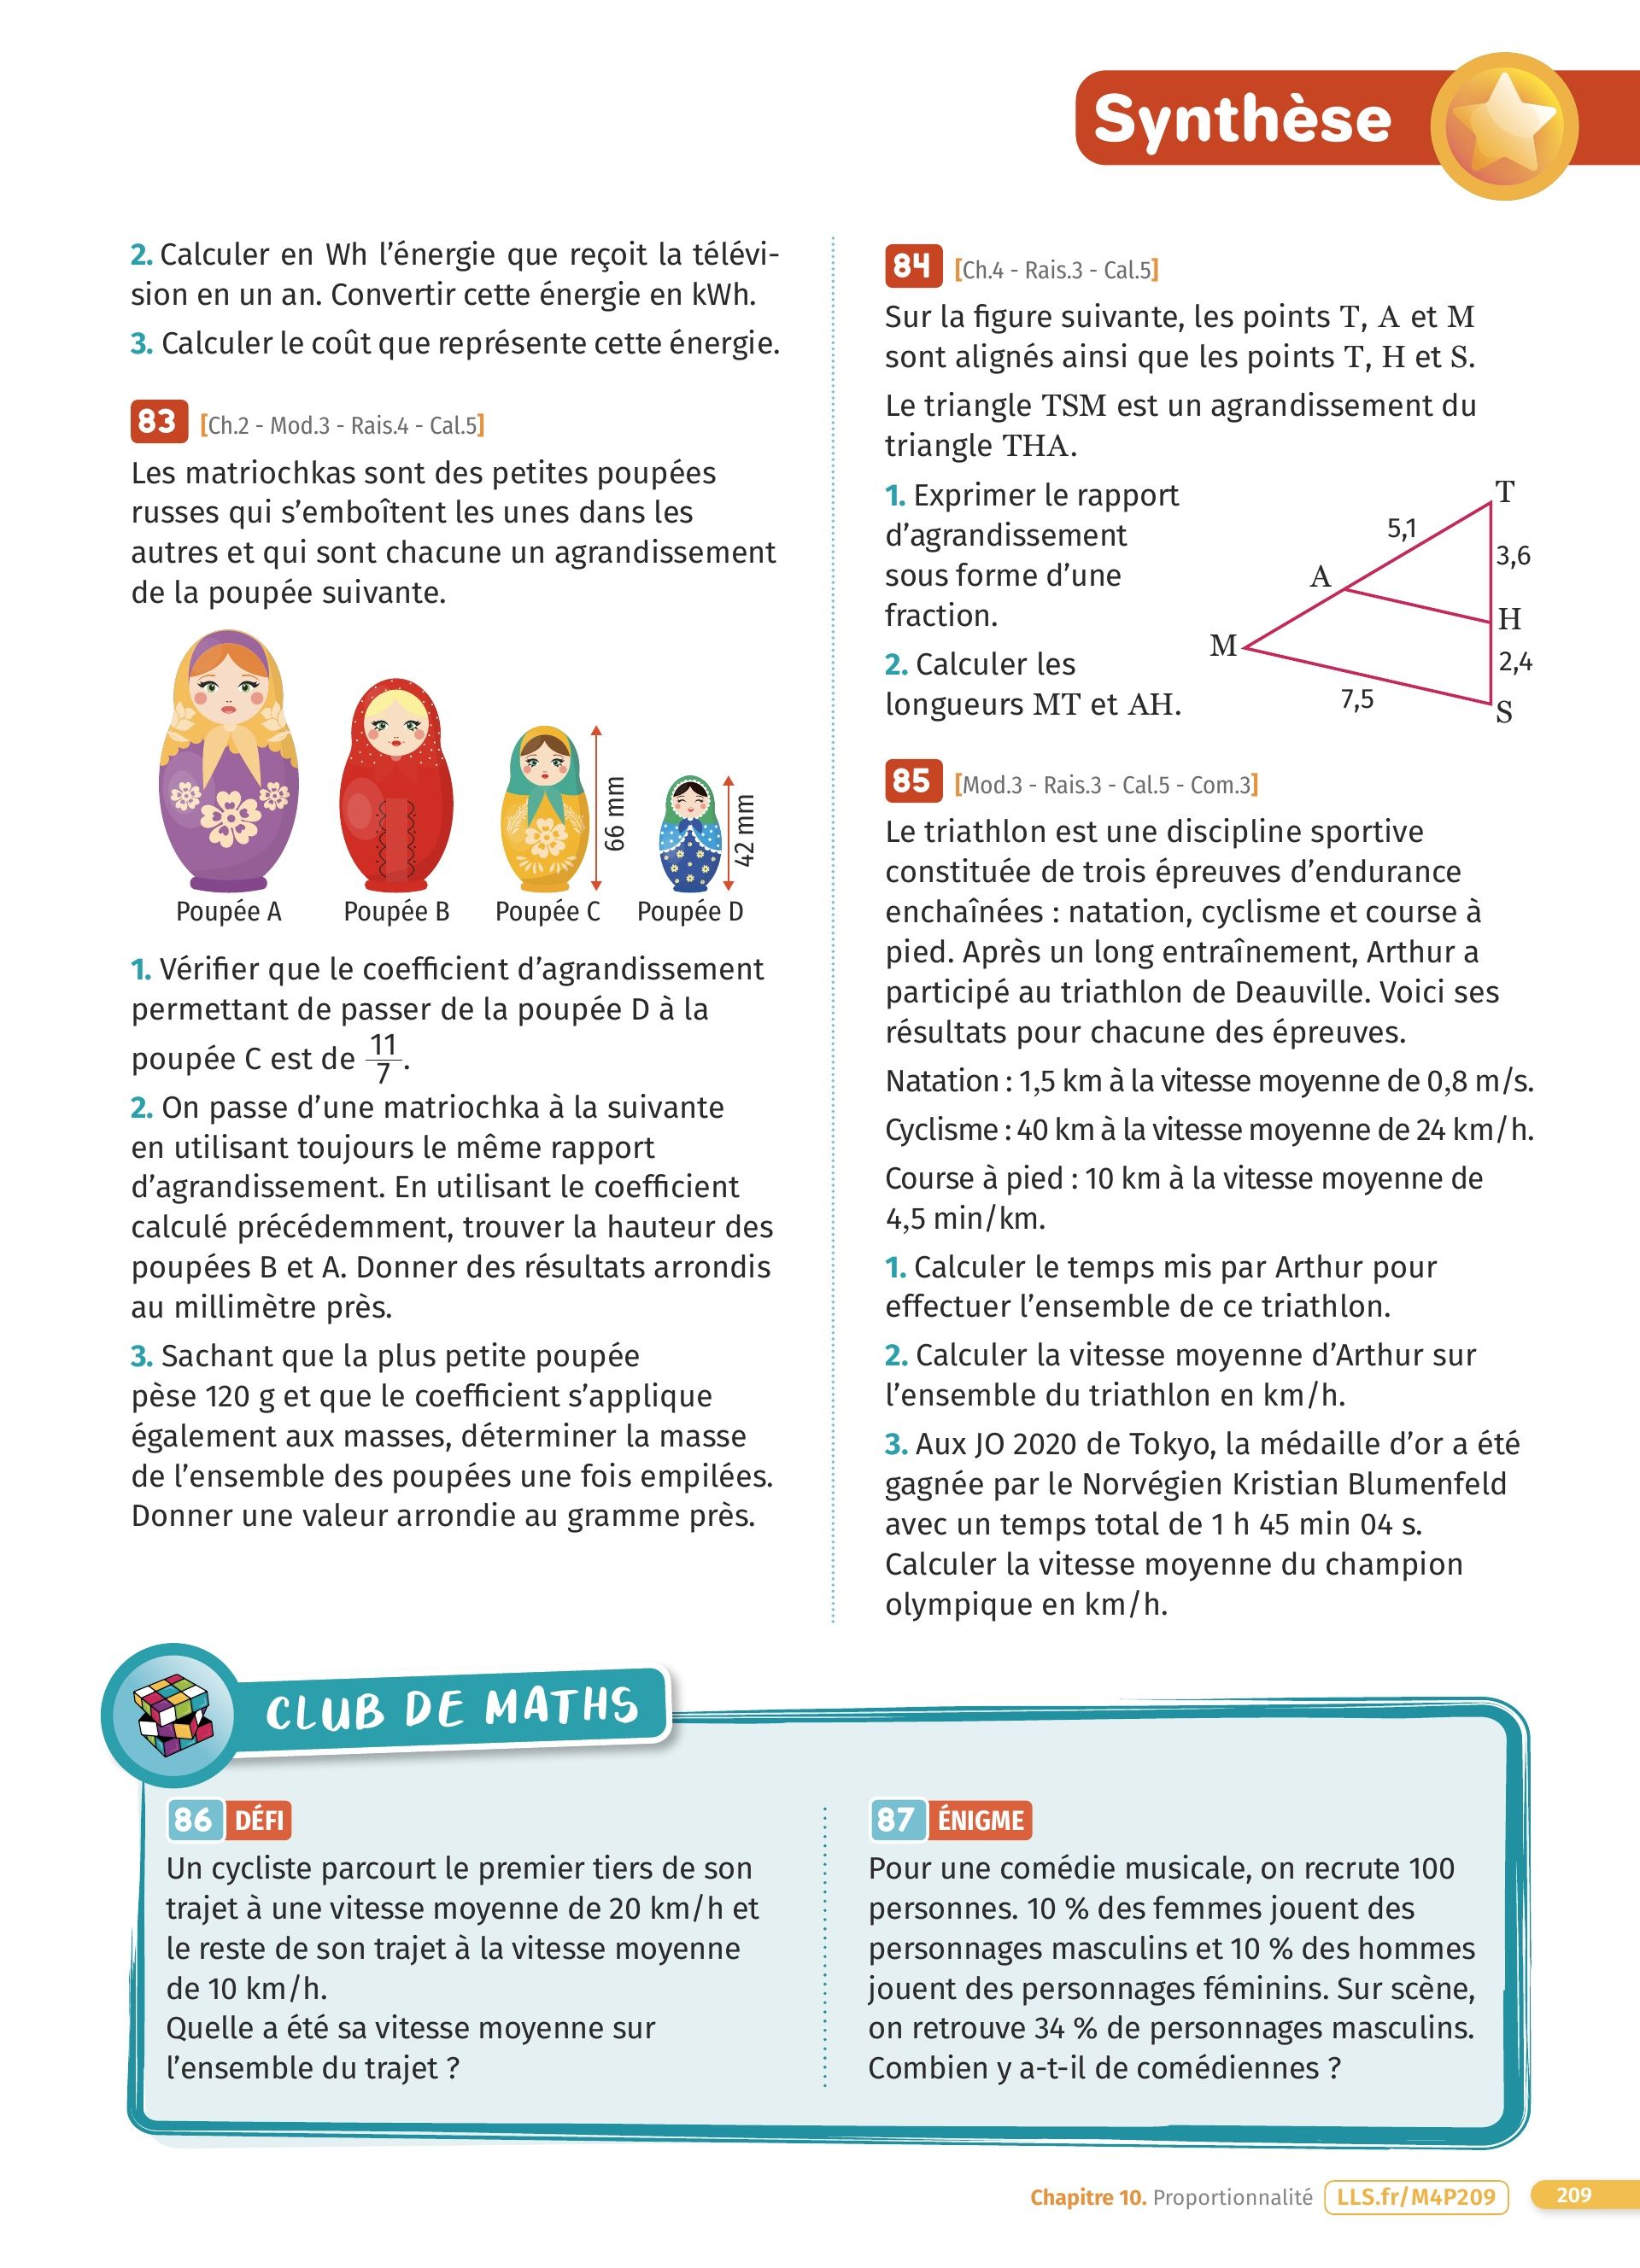 Synthèse
2. Calculer en Wh l’énergie que reçoit la télévi-
sion en un an. Convertir cette énergie en kWh.
3. Calculer le coût que représente cette énergie.
83 [Ch.2 - Mod.3 - Rais.4 - Cal.5]
Les matriochkas sont des petites poupées
russes qui s’emboîtent les unes dans les
autres et qui sont chacune un agrandissement
de la poupée suivante.
66 mm
42 mm
Poupée A Poupée B Poupée C Poupée D
1. Vérifier que le coefficient d’agrandissement
permettant de passer de la poupée D à la
poupée C est de 11/7.
2. On passe d’une matriochka à la suivante
en utilisant toujours le même rapport
d’agrandissement. En utilisant le coefficient
calculé précédemment, trouver la hauteur des
poupées B et A. Donner des résultats arrondis
au millimètre près.
3. Sachant que la plus petite poupée
pèse 120 g et que le coefficient s’applique
également aux masses, déterminer la masse
de l’ensemble des poupées une fois empilées.
Donner une valeur arrondie au gramme près.
84 [Ch.4 - Rais.3 - Cal.5]
Sur la figure suivante, les points T, A et M
sont alignés ainsi que les points T, H et S.
Le triangle TSM est un agrandissement du
triangle THA.
1. Exprimer le rapport
d’agrandissement
sous forme d’une
fraction.
2. Calculer les
longueurs MT et AH.
T
5,1
3,6
A
H
M
2,4
7,5
S
85 [Mod.3 - Rais.3 - Cal.5 - Com.3]
Le triathlon est une discipline sportive
constituée de trois épreuves d’endurance
enchaînées : natation, cyclisme et course à
pied. Après un long entraînement, Arthur a
participé au triathlon de Deauville. Voici ses
résultats pour chacune des épreuves.
Natation : 1,5 km à la vitesse moyenne de 0,8 m/s.
Cyclisme : 40 km à la vitesse moyenne de 24 km/h.
Course à pied : 10 km à la vitesse moyenne de
4,5 min/km.
1. Calculer le temps mis par Arthur pour
effectuer l’ensemble de ce triathlon.
2. Calculer la vitesse moyenne d’Arthur sur
l’ensemble du triathlon en km/h.
3. Aux JO 2020 de Tokyo, la médaille d’or a été
gagnée par le Norvégien Kristian Blumenfeld
avec un temps total de 1 h 45 min 04 s.
Calculer la vitesse moyenne du champion
olympique en km/h.
CLUB DE MATHS
86 DÉFI
Un cycliste parcourt le premier tiers de son
trajet à une vitesse moyenne de 20 km/h et
le reste de son trajet à la vitesse moyenne
de 10 km/h.
Quelle a été sa vitesse moyenne sur
l’ensemble du trajet ?
87 ÉNIGME
Pour une comédie musicale, on recrute 100
personnes. 10 % des femmes jouent des
personnages masculins et 10 % des hommes
jouent des personnages féminins. Sur scène,
on retrouve 34 % de personnages masculins.
Combien y a-t-il de comédiennes ?
Chapitre 10. Proportionnalité LLS.fr/M4P209 209